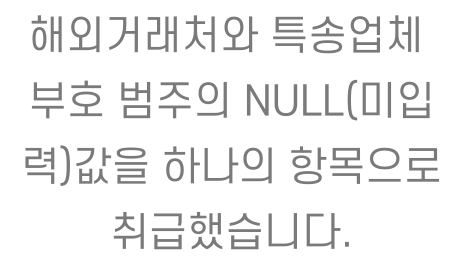 해외거래처와 특송업체
부호 범주의 NULL(미입
력)값을 하나의 항목으로
취급했습니다.